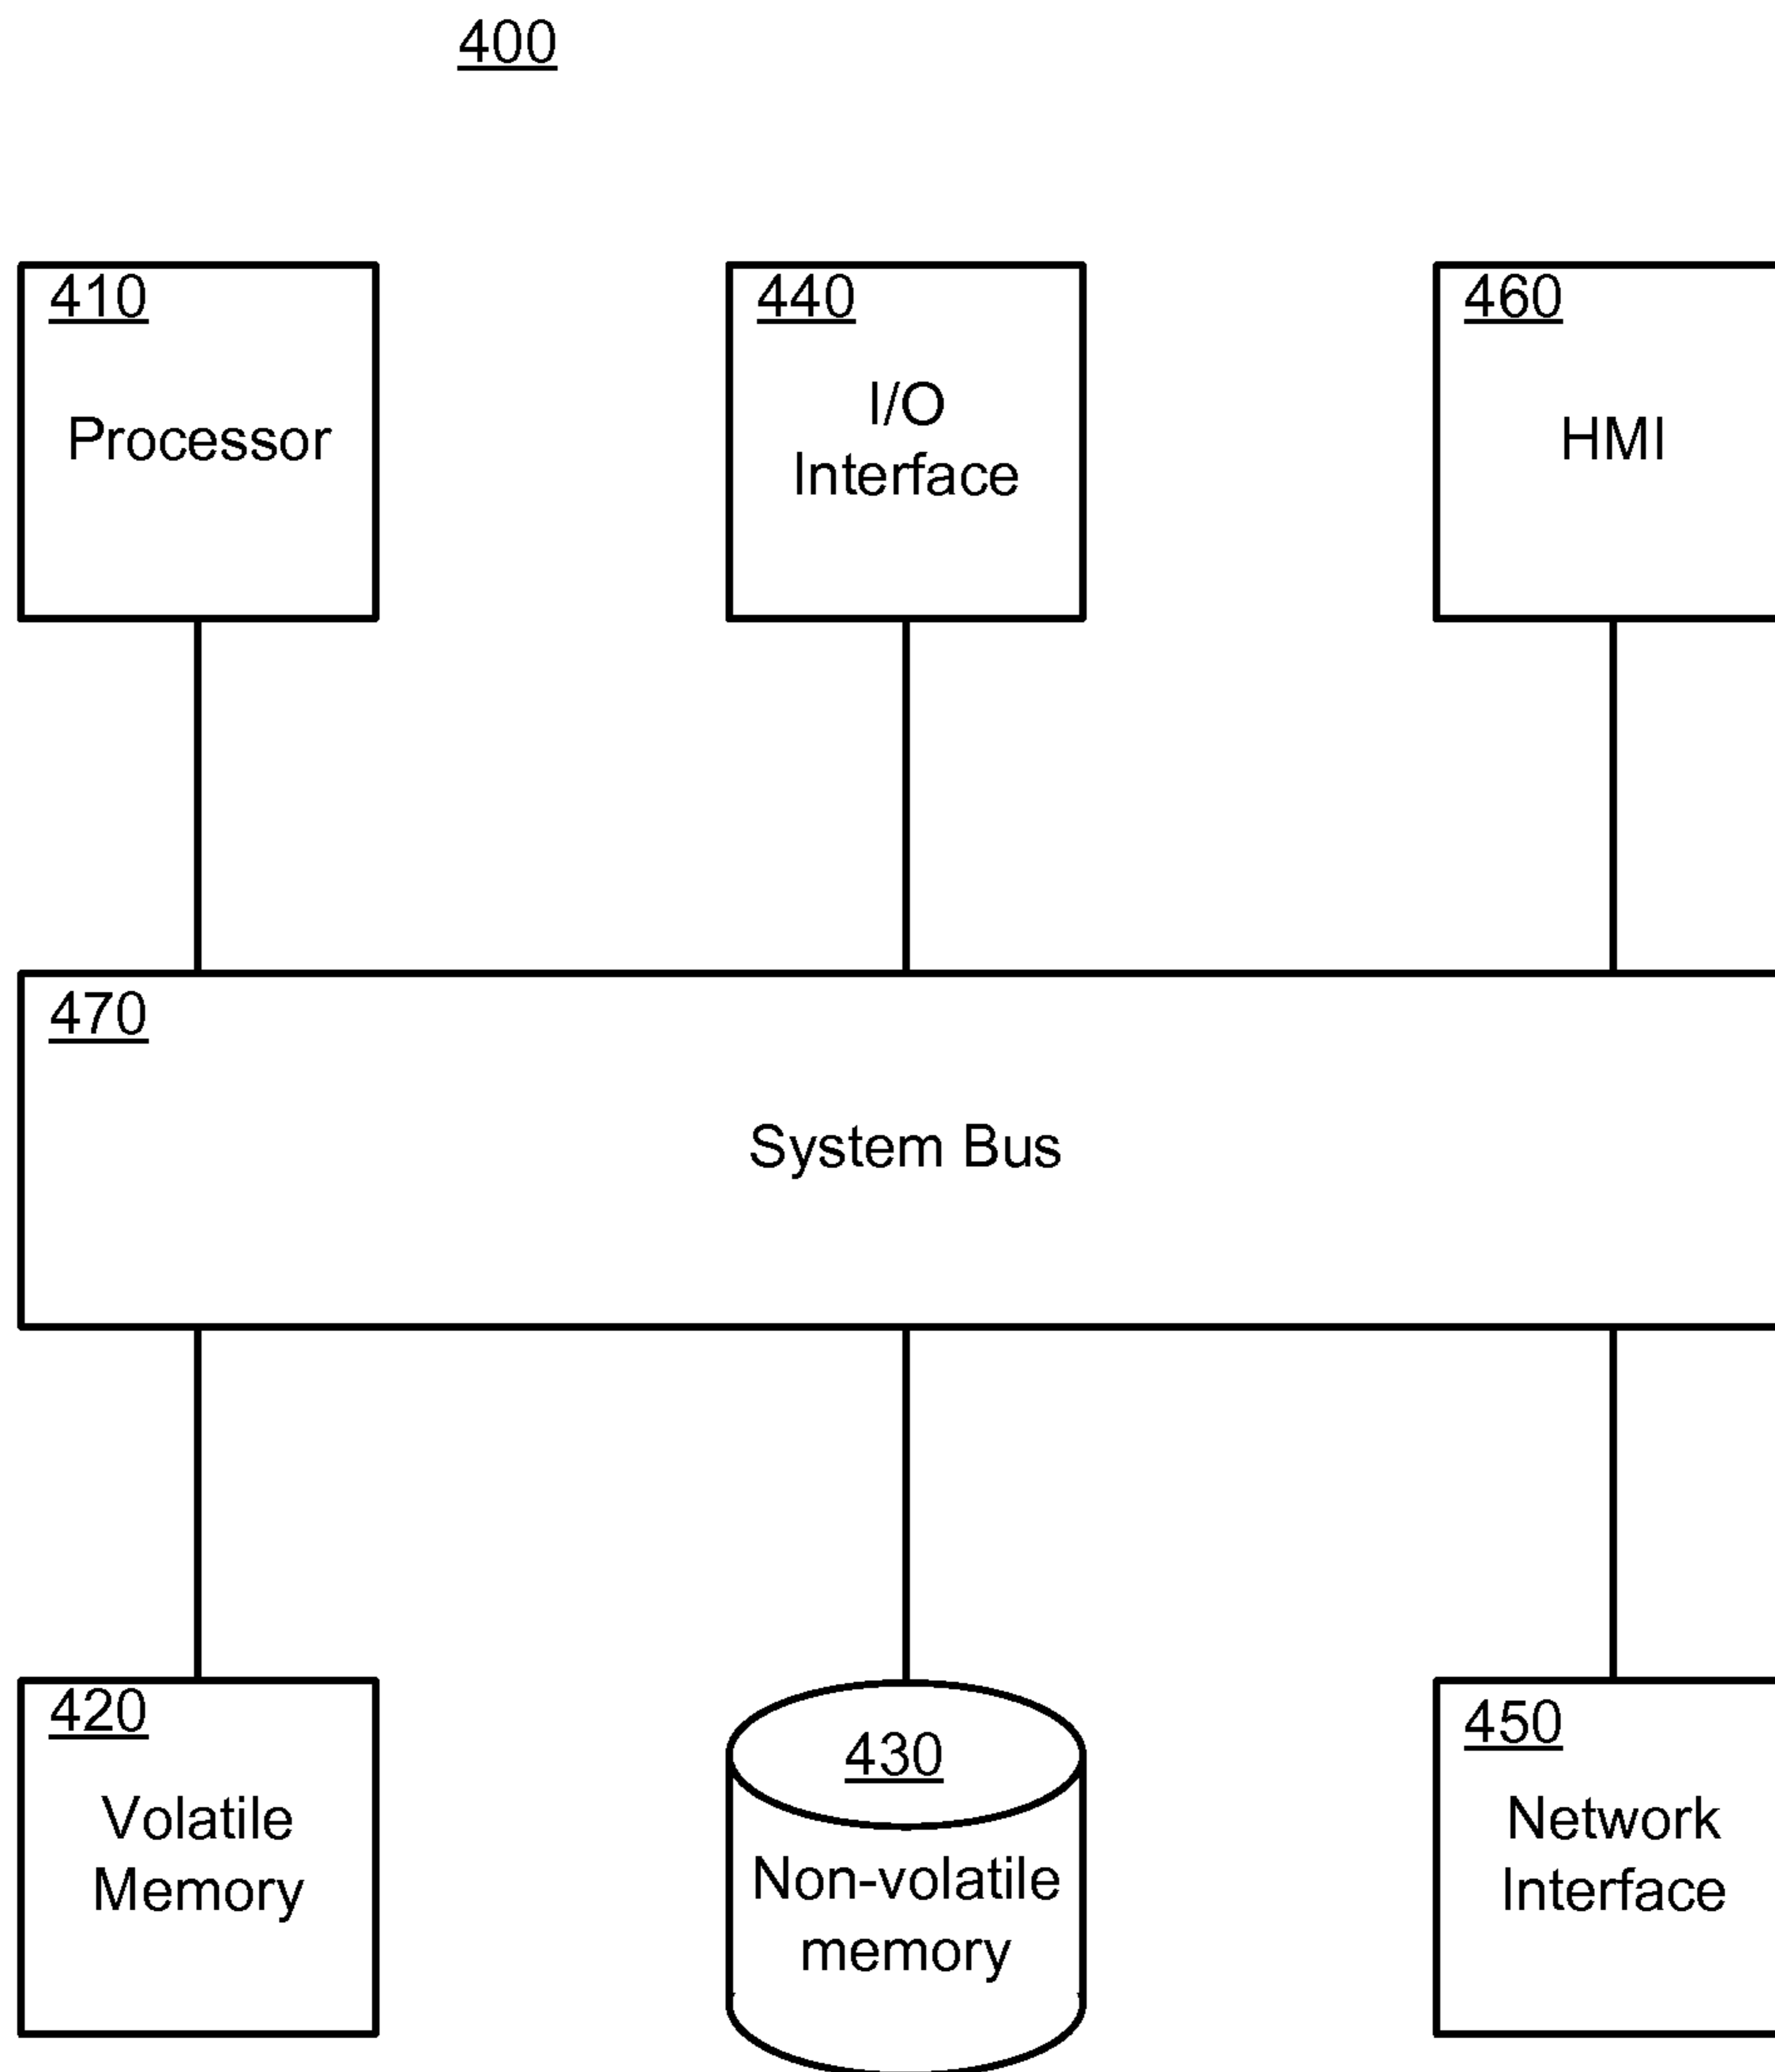 400
410
Processor
440
I/O
Interface
460
HMI
470
System Bus
420
Volatile
Memory
430
Non-volatile
memory
450
Network
Interface